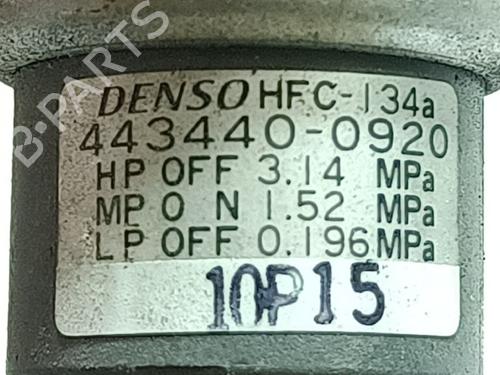 B-PARTS
DENSO HFC-134a
443440-0920
HP OFF 3.14 MPa
MP O N 1.52 MPa
LP OFF 0.196 MPa
10P15